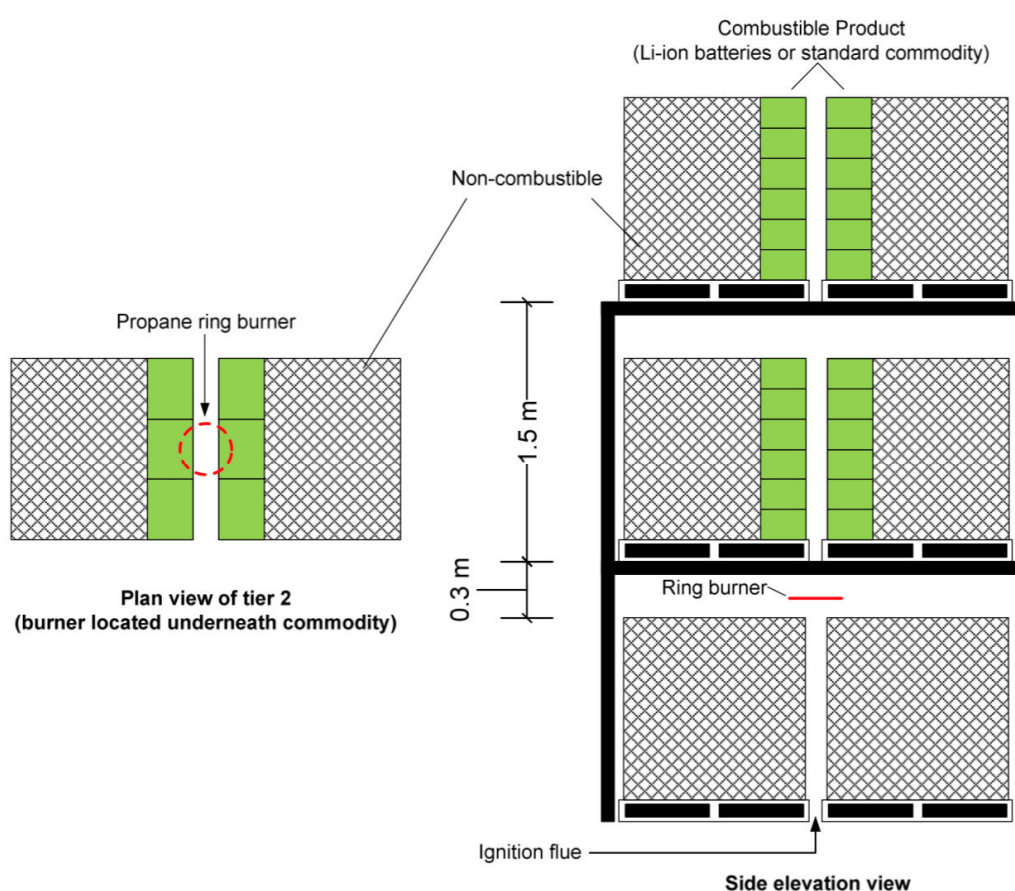 Combustible Product
(Li-ion batteries or standard commodity)
Non-combustible
Propane ring burner
1.5 m
Plan view of tier 2
(burner located underneath commodity)
0.3 m
Ring burner
Ignition flue
Side elevation view